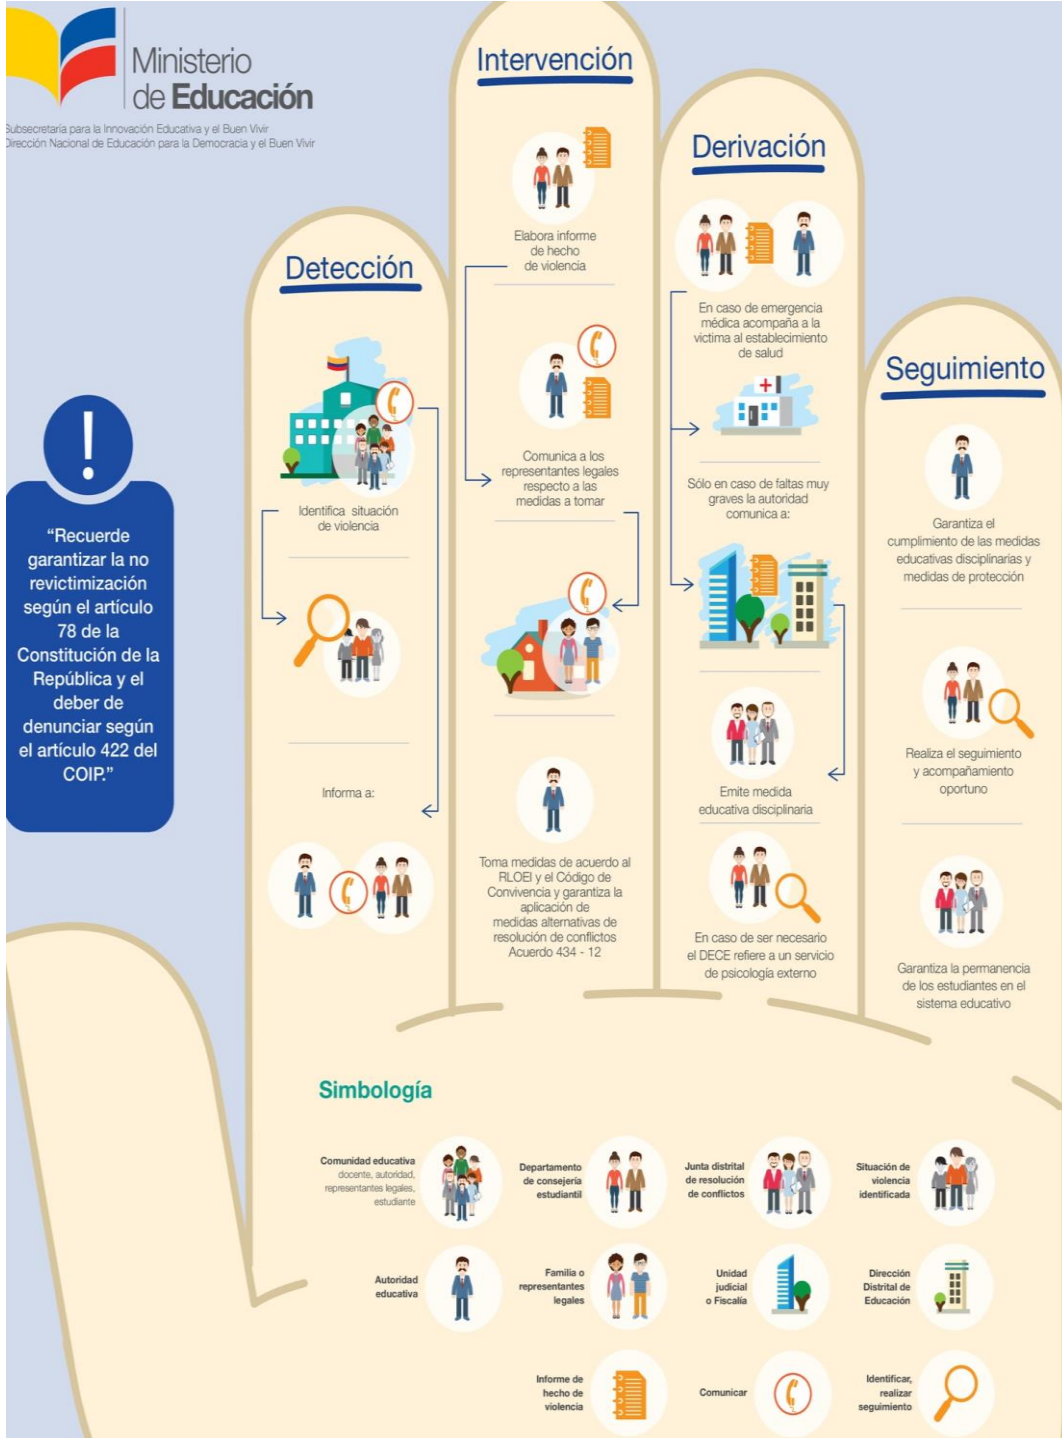 Ministerio
de Educación
Subsecretaría para la Innovación Educativa y el Buen Vivir
Dirección Nacional de Educación para la Democracia y el Buen Vivir
!
“Recuerde
garantizar la no
revictimización
según el artículo
78 de la
Constitución de la
República y el
deber de
denunciar según
el artículo 422 del
COIP.”
Detección
Identifica situación
de violencia
Informa a:
Intervención
Elabora informe
de hecho
de violencia
Comunica a los
representantes legales
respecto a las
medidas a tomar
Toma medidas de acuerdo al
RLOEI y el Código de
Convivencia y garantiza la
aplicación de
medidas alternativas de
resolución de conflictos
Acuerdo 434 - 12
Derivación
En caso de emergencia
médica acompaña a la
victima al establecimiento
de salud
Sólo en caso de faltas muy
graves la autoridad
comunica a:
Emite medida
educativa disciplinaria
En caso de ser necesario
el DECE refiere a un servicio
de psicología externo
Seguimiento
Garantiza el
cumplimiento de las medidas
educativas disciplinarias y
medidas de protección
Realiza el seguimiento
y acompañamiento
oportuno
Garantiza la permanencia
de los estudiantes en el
sistema educativo
Simbología
Comunidad educativa
docente, autoridad,
representantes legales,
estudiante
Departamento
de consejería
estudiantil
Junta distrital
de resolución
de conflictos
Situación de
violencia
identificada
Autoridad
educativa
Familia o
representantes
legales
Unidad
judicial
o Fiscalía
Dirección
Distrital de
Educación
Informe de
hecho de
violencia
Comunicar
Identificar,
realizar
seguimiento